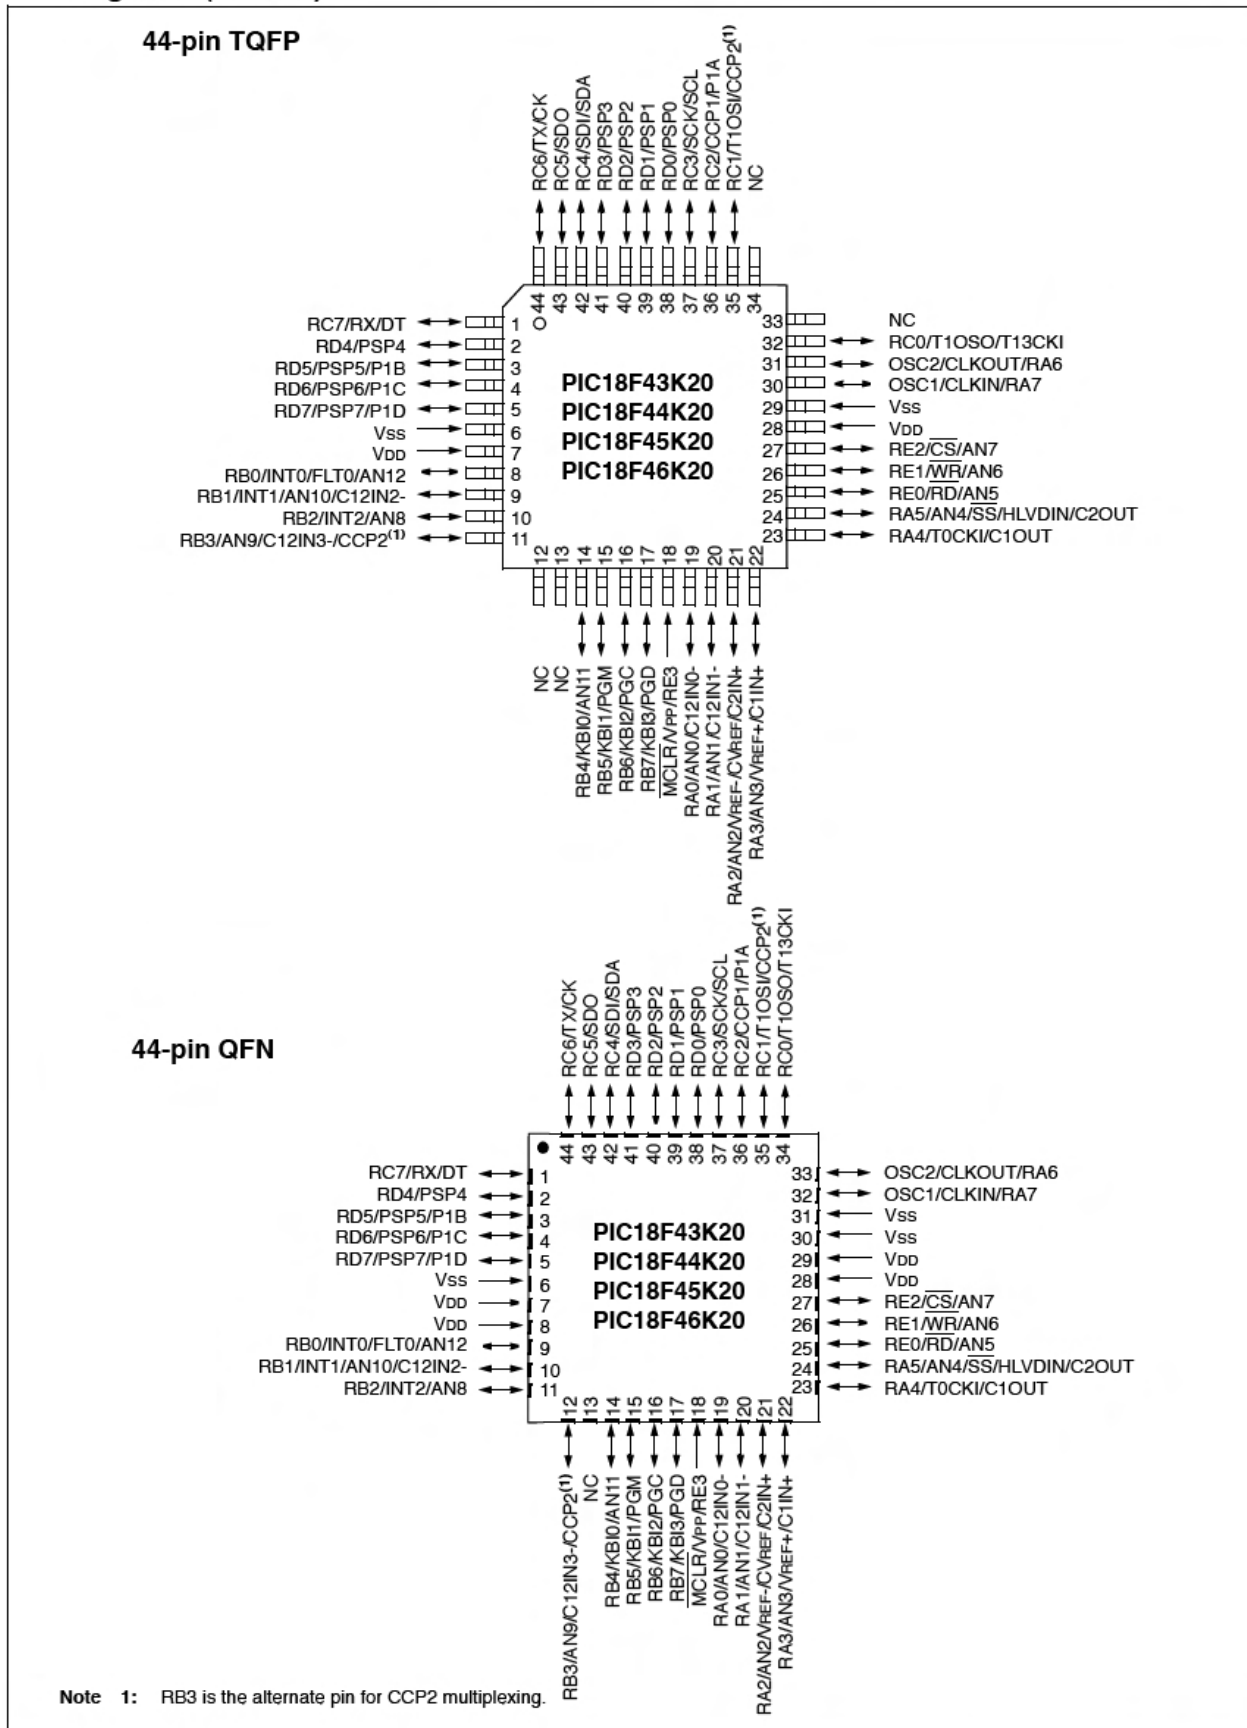 44-pin TQFP
RC6/TX/CK
RC5/SDO
RC4/SDI/SDA
RD3/PSP3
RD2/PSP2
RD1/PSP1
RD0/PSP0
RC3/SCK/SCL
RC2/CCP1/P1A
RC1/T1OSI/CCP2(1)
NC
44 43 42 41 40 39 38 37 36 35 34
RC7/RX/DT 1
RD4/PSP4 2
RD5/PSP5/P1B 3
RD6/PSP6/P1C 4
RD7/PSP7/P1D 5
VSS 6
VDD 7
RB0/INT0/FLT0/AN12 8
RB1/INT1/AN10/C12IN2- 9
RB2/INT2/AN8 10
RB3/AN9/C12IN3-/CCP2(1) 11
PIC18F43K20
PIC18F44K20
PIC18F45K20
PIC18F46K20
33 NC
32 RC0/T1OSO/T13CKI
31 OSC2/CLKOUT/RA6
30 OSC1/CLKIN/RA7
29 VSS
28 VDD
27 RE2/CS/AN7
26 RE1/WR/AN6
25 RE0/RD/AN5
24 RA5/AN4/SS/HLVDIN/C2OUT
23 RA4/T0CKI/C1OUT
12 13 14 15 16 17 18 19 20 21 22
NC
NC
RB4/KBI0/AN11
RB5/KBI1/PGM
RB6/KBI2/PGC
RB7/KBI3/PGD
MCLR/VPP/RE3
RA0/AN0/C12IN0-
RA1/AN1/C12IN1-
RA2/AN2/VREF-/CVREF/C2IN+
RA3/AN3/VREF+/C1IN+
44-pin QFN
RC6/TX/CK
RC5/SDO
RC4/SDI/SDA
RD3/PSP3
RD2/PSP2
RD1/PSP1
RD0/PSP0
RC3/SCK/SCL
RC2/CCP1/P1A
RC1/T1OSI/CCP2(1)
RC0/T1OSO/T13CKI
44 43 42 41 40 39 38 37 36 35 34
RC7/RX/DT 1
RD4/PSP4 2
RD5/PSP5/P1B 3
RD6/PSP6/P1C 4
RD7/PSP7/P1D 5
VSS 6
VDD 7
VDD 8
RB0/INT0/FLT0/AN12 9
RB1/INT1/AN10/C12IN2- 10
RB2/INT2/AN8 11
PIC18F43K20
PIC18F44K20
PIC18F45K20
PIC18F46K20
33 OSC2/CLKOUT/RA6
32 OSC1/CLKIN/RA7
31 VSS
30 VSS
29 VDD
28 VDD
27 RE2/CS/AN7
26 RE1/WR/AN6
25 RE0/RD/AN5
24 RA5/AN4/SS/HLVDIN/C2OUT
23 RA4/T0CKI/C1OUT
12 13 14 15 16 17 18 19 20 21 22
RB3/AN9/C12IN3-/CCP2(1)
NC
RB4/KBI0/AN11
RB5/KBI1/PGM
RB6/KBI2/PGC
RB7/KBI3/PGD
MCLR/VPP/RE3
RA0/AN0/C12IN0-
RA1/AN1/C12IN1-
RA2/AN2/VREF-/CVREF/C2IN+
RA3/AN3/VREF+/C1IN+
Note 1: RB3 is the alternate pin for CCP2 multiplexing.